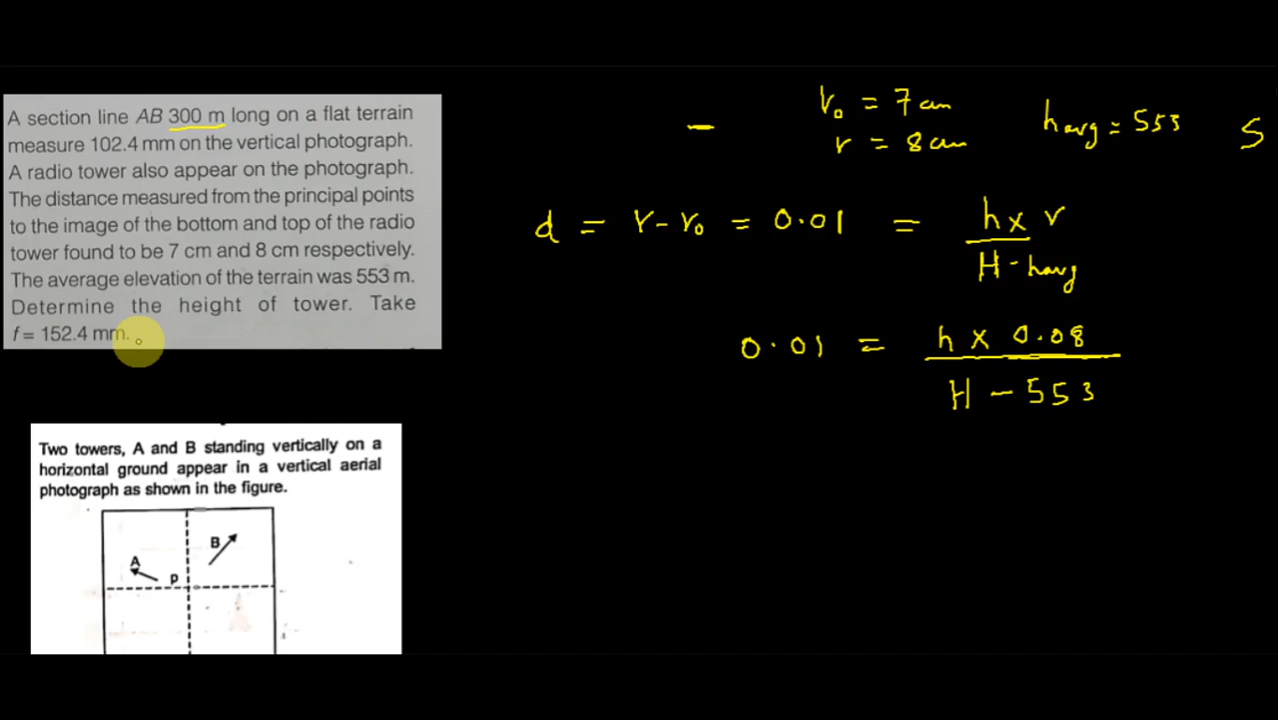 A section line AB 300 m long on a flat terrain
measure 102.4 mm on the vertical photograph.
A radio tower also appear on the photograph.
The distance measured from the principal points
to the image of the bottom and top of the radio
tower found to be 7 cm and 8 cm respectively.
The average elevation of the terrain was 553 m.
Determine the height of tower. Take
f = 152.4 mm.
r₀ = 7 cm
r = 8 cm
h avg = 553
S
d = r - r₀ = 0.01 = h x r
H - havg
0.01 = h x 0.08
H - 553
Two towers, A and B standing vertically on a
horizontal ground appear in a vertical aerial
photograph as shown in the figure.
B
A
P